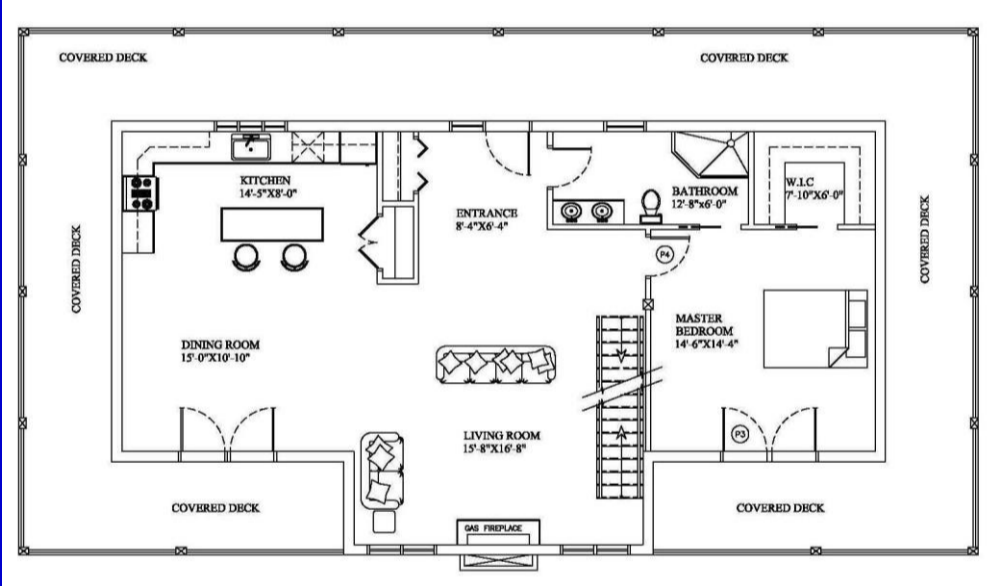 COVERED DECK
COVERED DECK
KITCHEN
14'-5"X8'-0"
ENTRANCE
8'-4"X6'-4"
BATHROOM
12'-8"x6'-0"
W.I.C
7'-10"X6'-0"
COVERED DECK
COVERED DECK
P4
DINING ROOM
15'-0"X10'-10"
MASTER
BEDROOM
14'-6"X14'-4"
LIVING ROOM
15'-8"X16'-8"
P3
COVERED DECK
COVERED DECK
GAS FIREPLACE